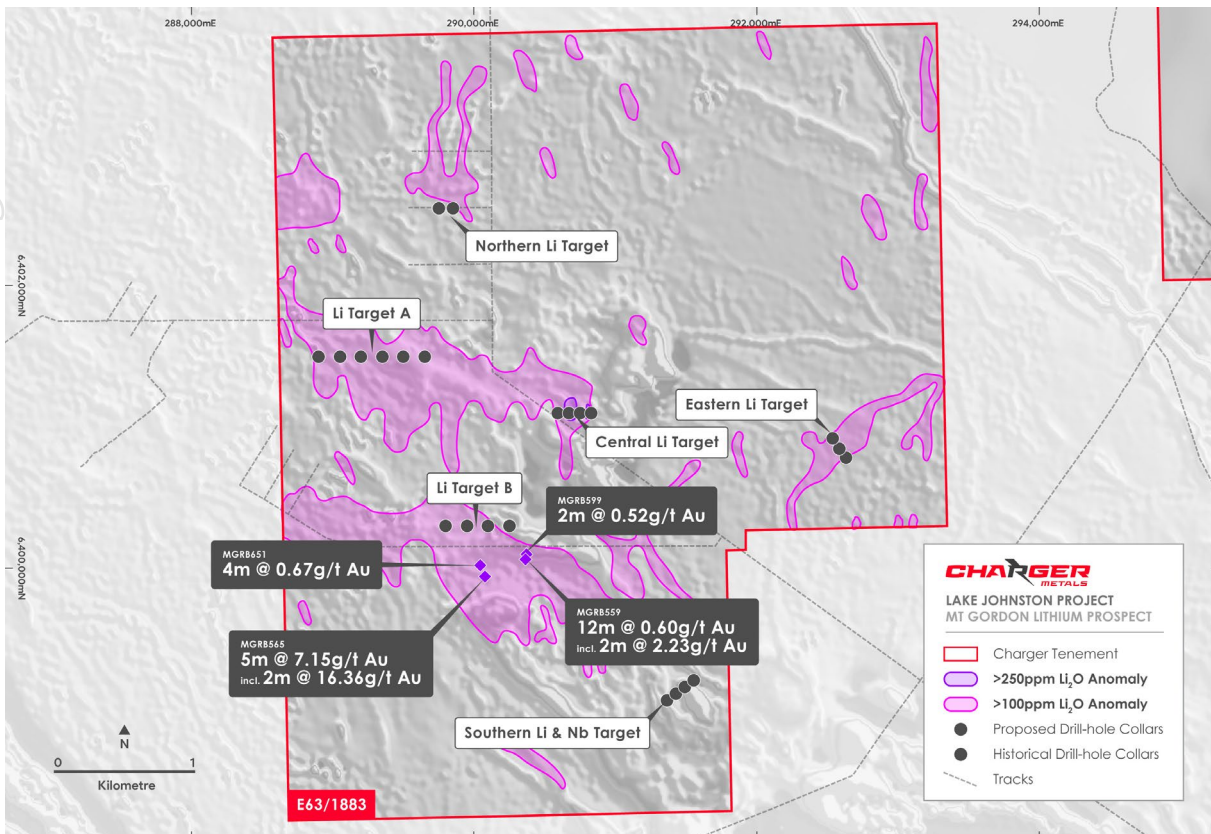 288,000mE
290,000mE
292,000mE
294,000mE
6,402,000mN
6,400,000mN
Northern Li Target
Li Target A
Eastern Li Target
Central Li Target
Li Target B
MGRB599
2m @ 0.52g/t Au
MGRB651
4m @ 0.67g/t Au
MGRB559
12m @ 0.60g/t Au
incl. 2m @ 2.23g/t Au
MGRB565
5m @ 7.15g/t Au
incl. 2m @ 16.36g/t Au
Southern Li & Nb Target
N
0 1
Kilometre
E63/1883
CHARGER
METALS
LAKE JOHNSTON PROJECT
MT GORDON LITHIUM PROSPECT
Charger Tenement
>250ppm Li₂O Anomaly
>100ppm Li₂O Anomaly
Proposed Drill-hole Collars
Historical Drill-hole Collars
Tracks